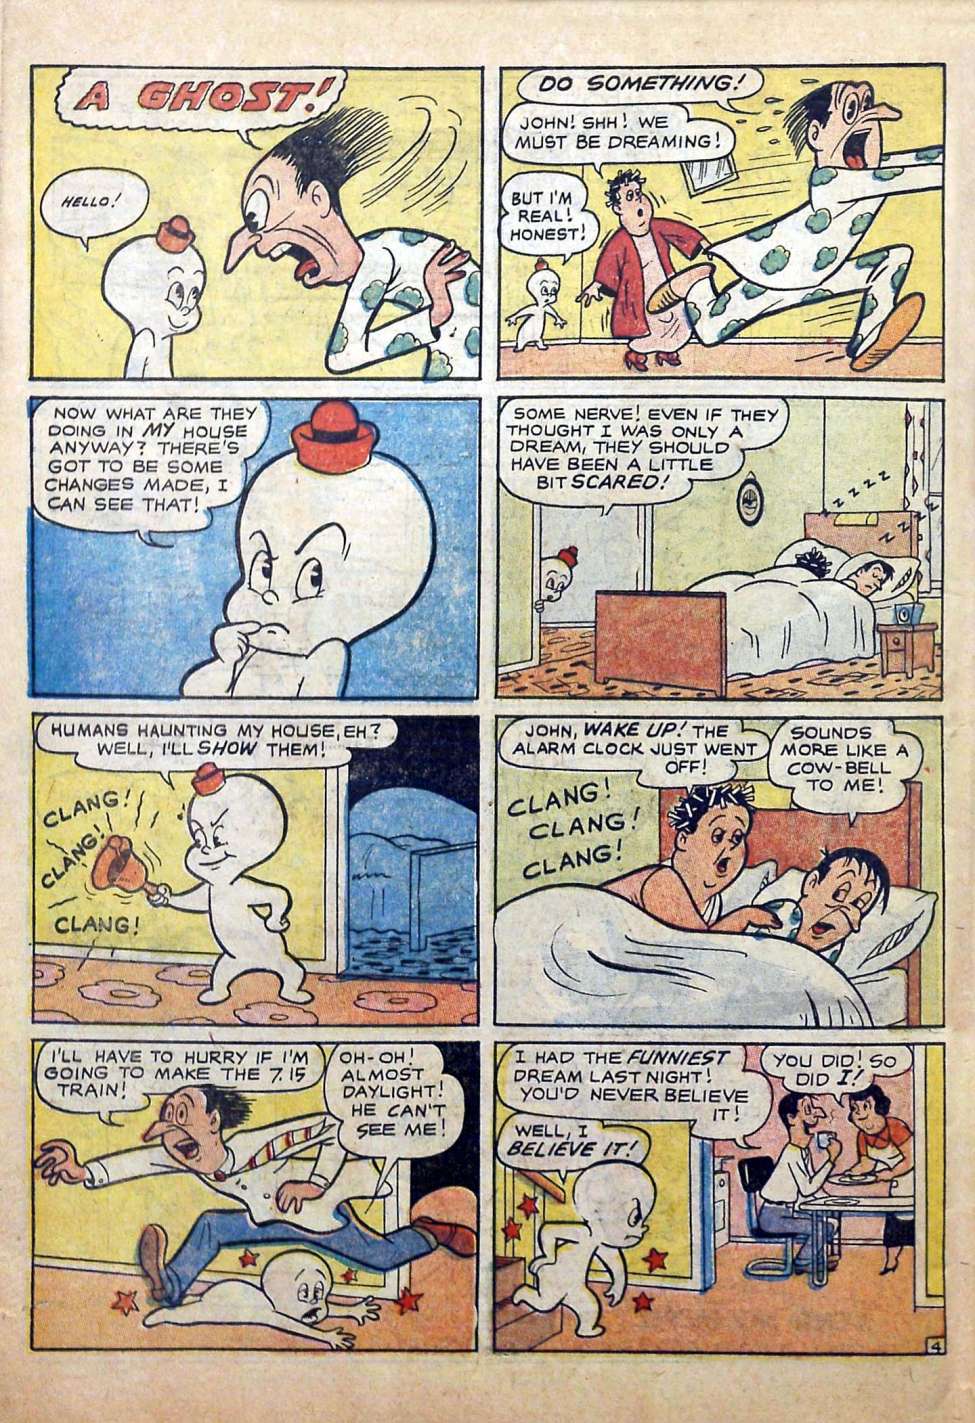 A GHOST!
HELLO!
DO SOMETHING!
JOHN! SHH! WE
MUST BE DREAMING!
BUT I'M
REAL!
HONEST!
NOW WHAT ARE THEY
DOING IN MY HOUSE
ANYWAY? THERE'S
GOT TO BE SOME
CHANGES MADE, I
CAN SEE THAT!
SOME NERVE! EVEN IF THEY
THOUGHT I WAS ONLY A
DREAM, THEY SHOULD
HAVE BEEN A LITTLE
BIT SCARED!
Z Z Z Z Z
Z Z Z Z
HUMANS HAUNTING MY HOUSE, EH?
WELL, I'LL SHOW THEM!
CLANG!
CLANG!
CLANG!
JOHN, WAKE UP! THE
ALARM CLOCK JUST WENT
OFF!
SOUNDS
MORE LIKE A
COW-BELL
TO ME!
CLANG!
CLANG!
CLANG!
I'LL HAVE TO HURRY IF I'M
GOING TO MAKE THE 7.15
TRAIN!
OH-OH!
ALMOST
DAYLIGHT!
HE CAN'T
SEE ME!
I HAD THE FUNNIEST
DREAM LAST NIGHT!
YOU'D NEVER BELIEVE
IT!
YOU DID! SO
DID I!
WELL, I
BELIEVE IT!
4